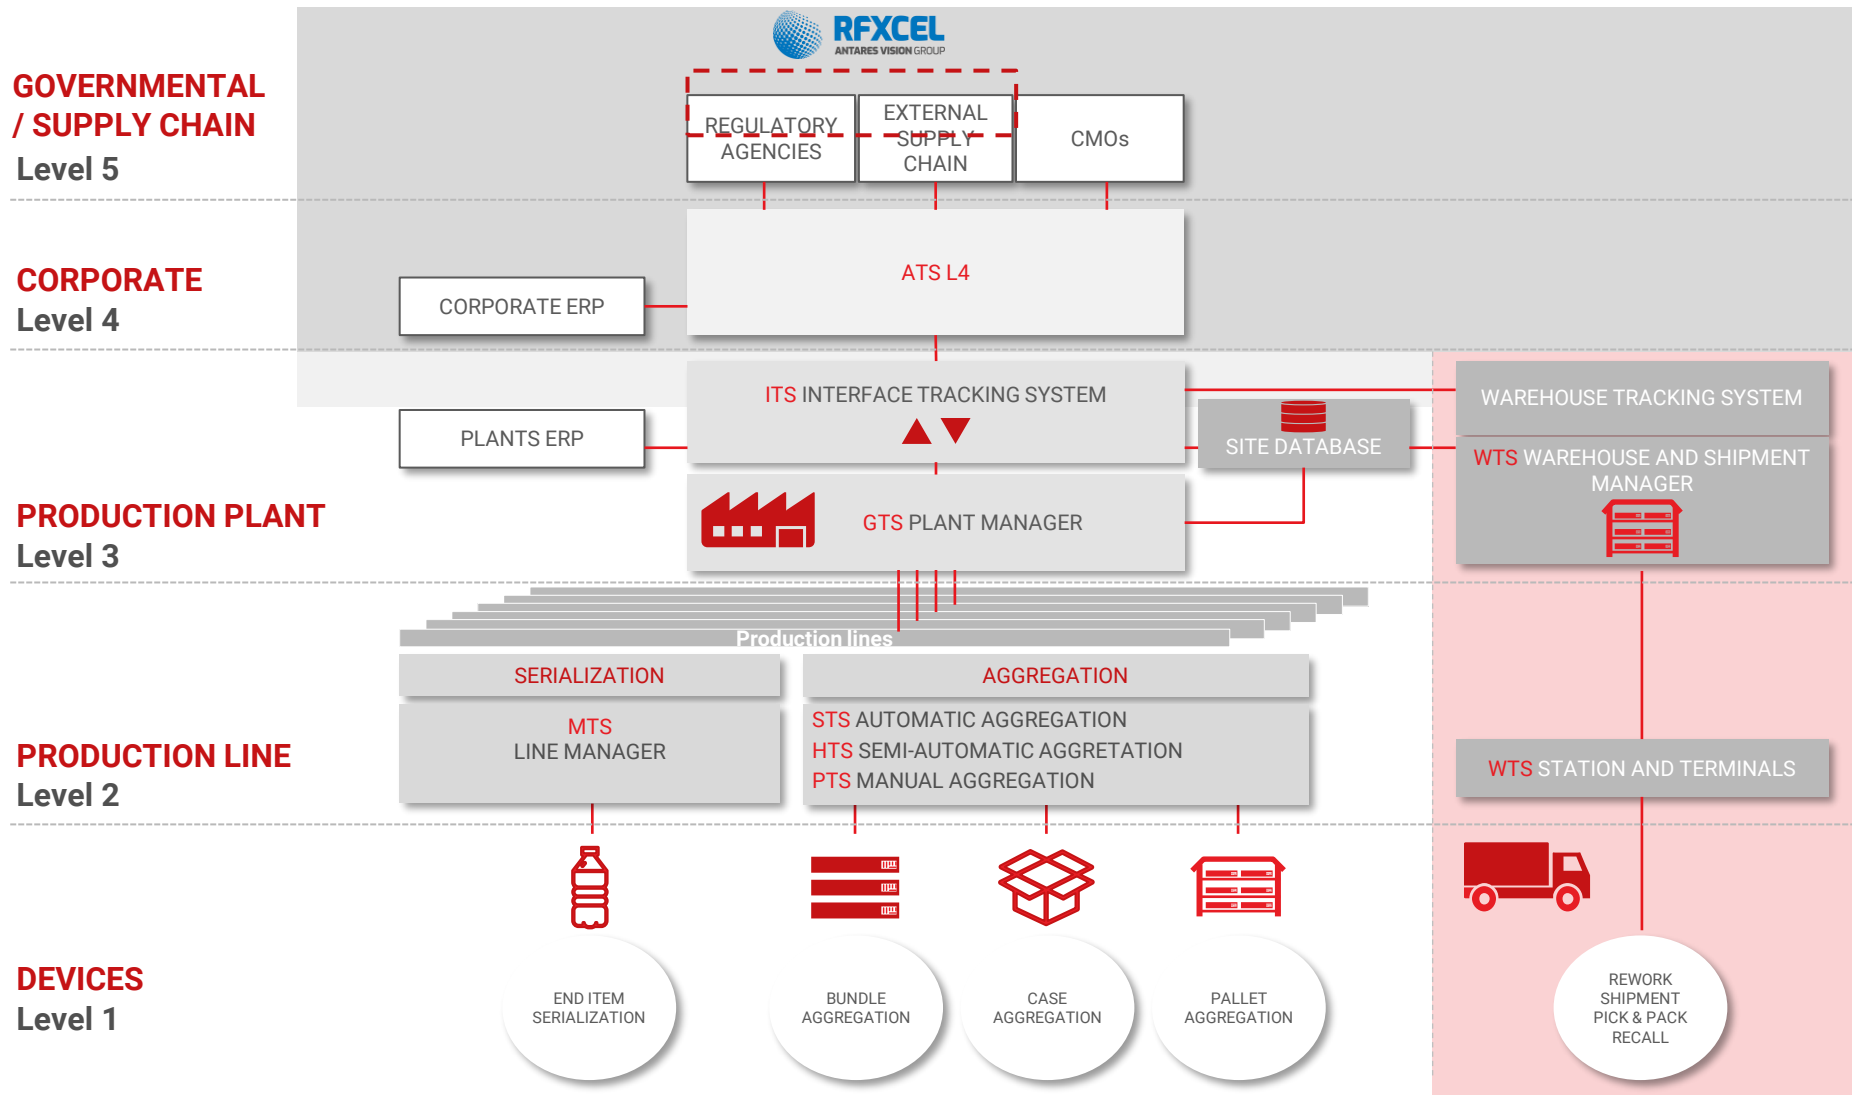 RFXCEL
ANTARES VISION GROUP
GOVERNMENTAL
/ SUPPLY CHAIN
Level 5
REGULATORY
AGENCIES
EXTERNAL
SUPPLY
CHAIN
CMOs
CORPORATE
Level 4
CORPORATE ERP
ATS L4
PRODUCTION PLANT
Level 3
PLANTS ERP
ITS INTERFACE TRACKING SYSTEM
SITE DATABASE
GTS PLANT MANAGER
WAREHOUSE TRACKING SYSTEM
WTS WAREHOUSE AND SHIPMENT
MANAGER
Production lines
PRODUCTION LINE
Level 2
SERIALIZATION
MTS
LINE MANAGER
AGGREGATION
STS AUTOMATIC AGGREGATION
HTS SEMI-AUTOMATIC AGGRETATION
PTS MANUAL AGGREGATION
WTS STATION AND TERMINALS
DEVICES
Level 1
END ITEM
SERIALIZATION
BUNDLE
AGGREGATION
CASE
AGGREGATION
PALLET
AGGREGATION
REWORK
SHIPMENT
PICK & PACK
RECALL